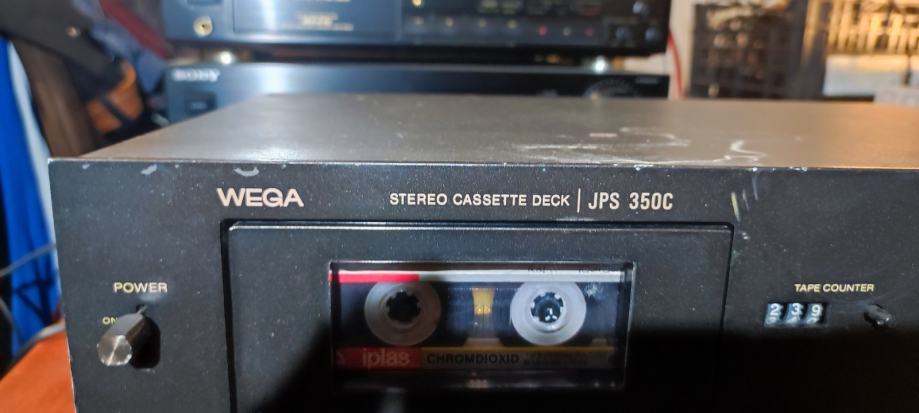 SONY
WEGA
STEREO CASSETTE DECK | JPS 350C
POWER
ON
TAPE COUNTER
239
iplas CHROMDIOXID